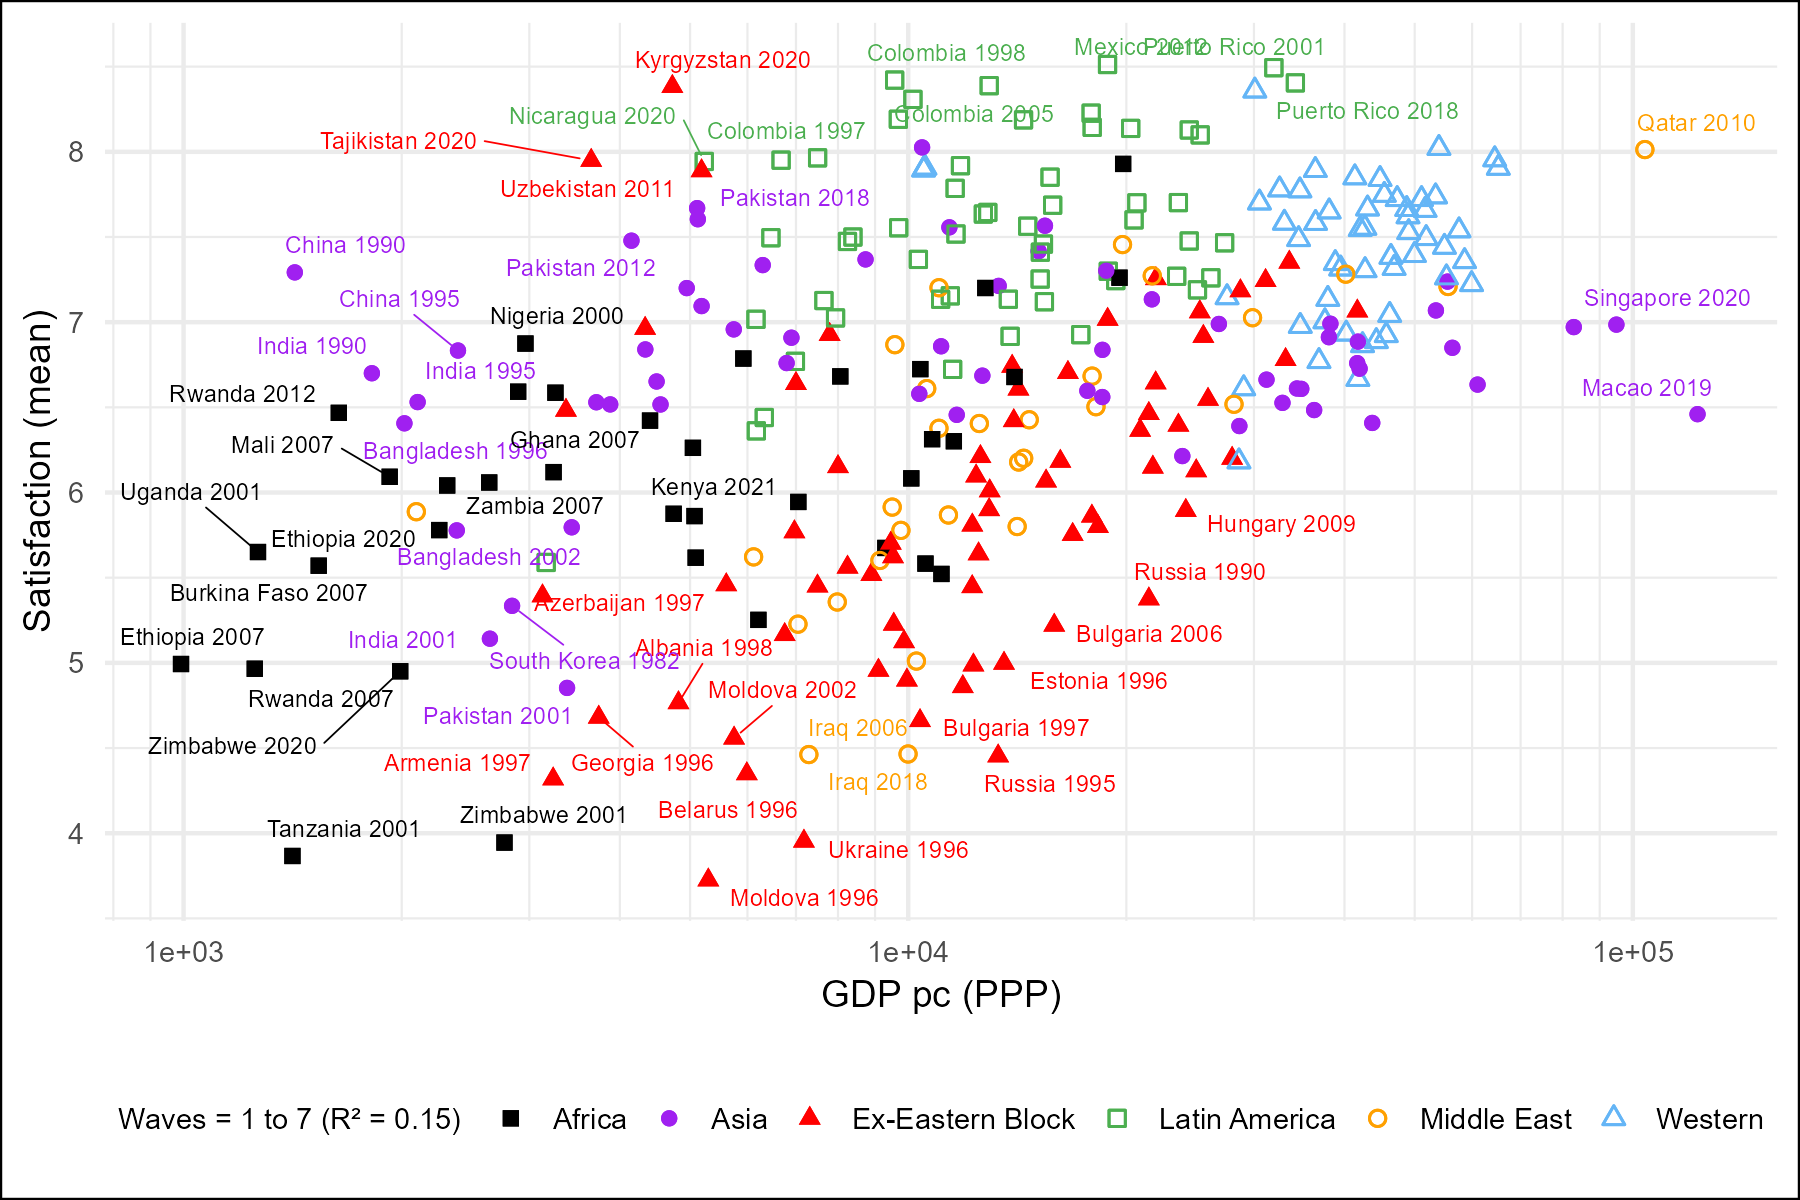 Mexico 2012
Puerto Rico 2001
Colombia 1998
Kyrgyzstan 2020
Nicaragua 2020
Colombia 2005
Puerto Rico 2018
Qatar 2010
Tajikistan 2020
Colombia 1997
Uzbekistan 2011
Pakistan 2018
China 1990
Pakistan 2012
China 1995
Singapore 2020
Nigeria 2000
India 1990
India 1995
Rwanda 2012
Macao 2019
Mali 2007
Ghana 2007
Bangladesh 1996
Uganda 2001
Kenya 2021
Zambia 2007
Hungary 2009
Ethiopia 2020
Bangladesh 2002
Russia 1990
Burkina Faso 2007
Azerbaijan 1997
Ethiopia 2007
India 2001
Albania 1998
Bulgaria 2006
South Korea 1982
Estonia 1996
Rwanda 2007
Moldova 2002
Pakistan 2001
Iraq 2006
Bulgaria 1997
Zimbabwe 2020
Armenia 1997
Georgia 1996
Iraq 2018
Russia 1995
Belarus 1996
Zimbabwe 2001
Tanzania 2001
Ukraine 1996
Moldova 1996
8
7
6
5
4
Satisfaction (mean)
1e+03
1e+04
1e+05
GDP pc (PPP)
Waves = 1 to 7 (R² = 0.15)
Africa
Asia
Ex-Eastern Block
Latin America
Middle East
Western